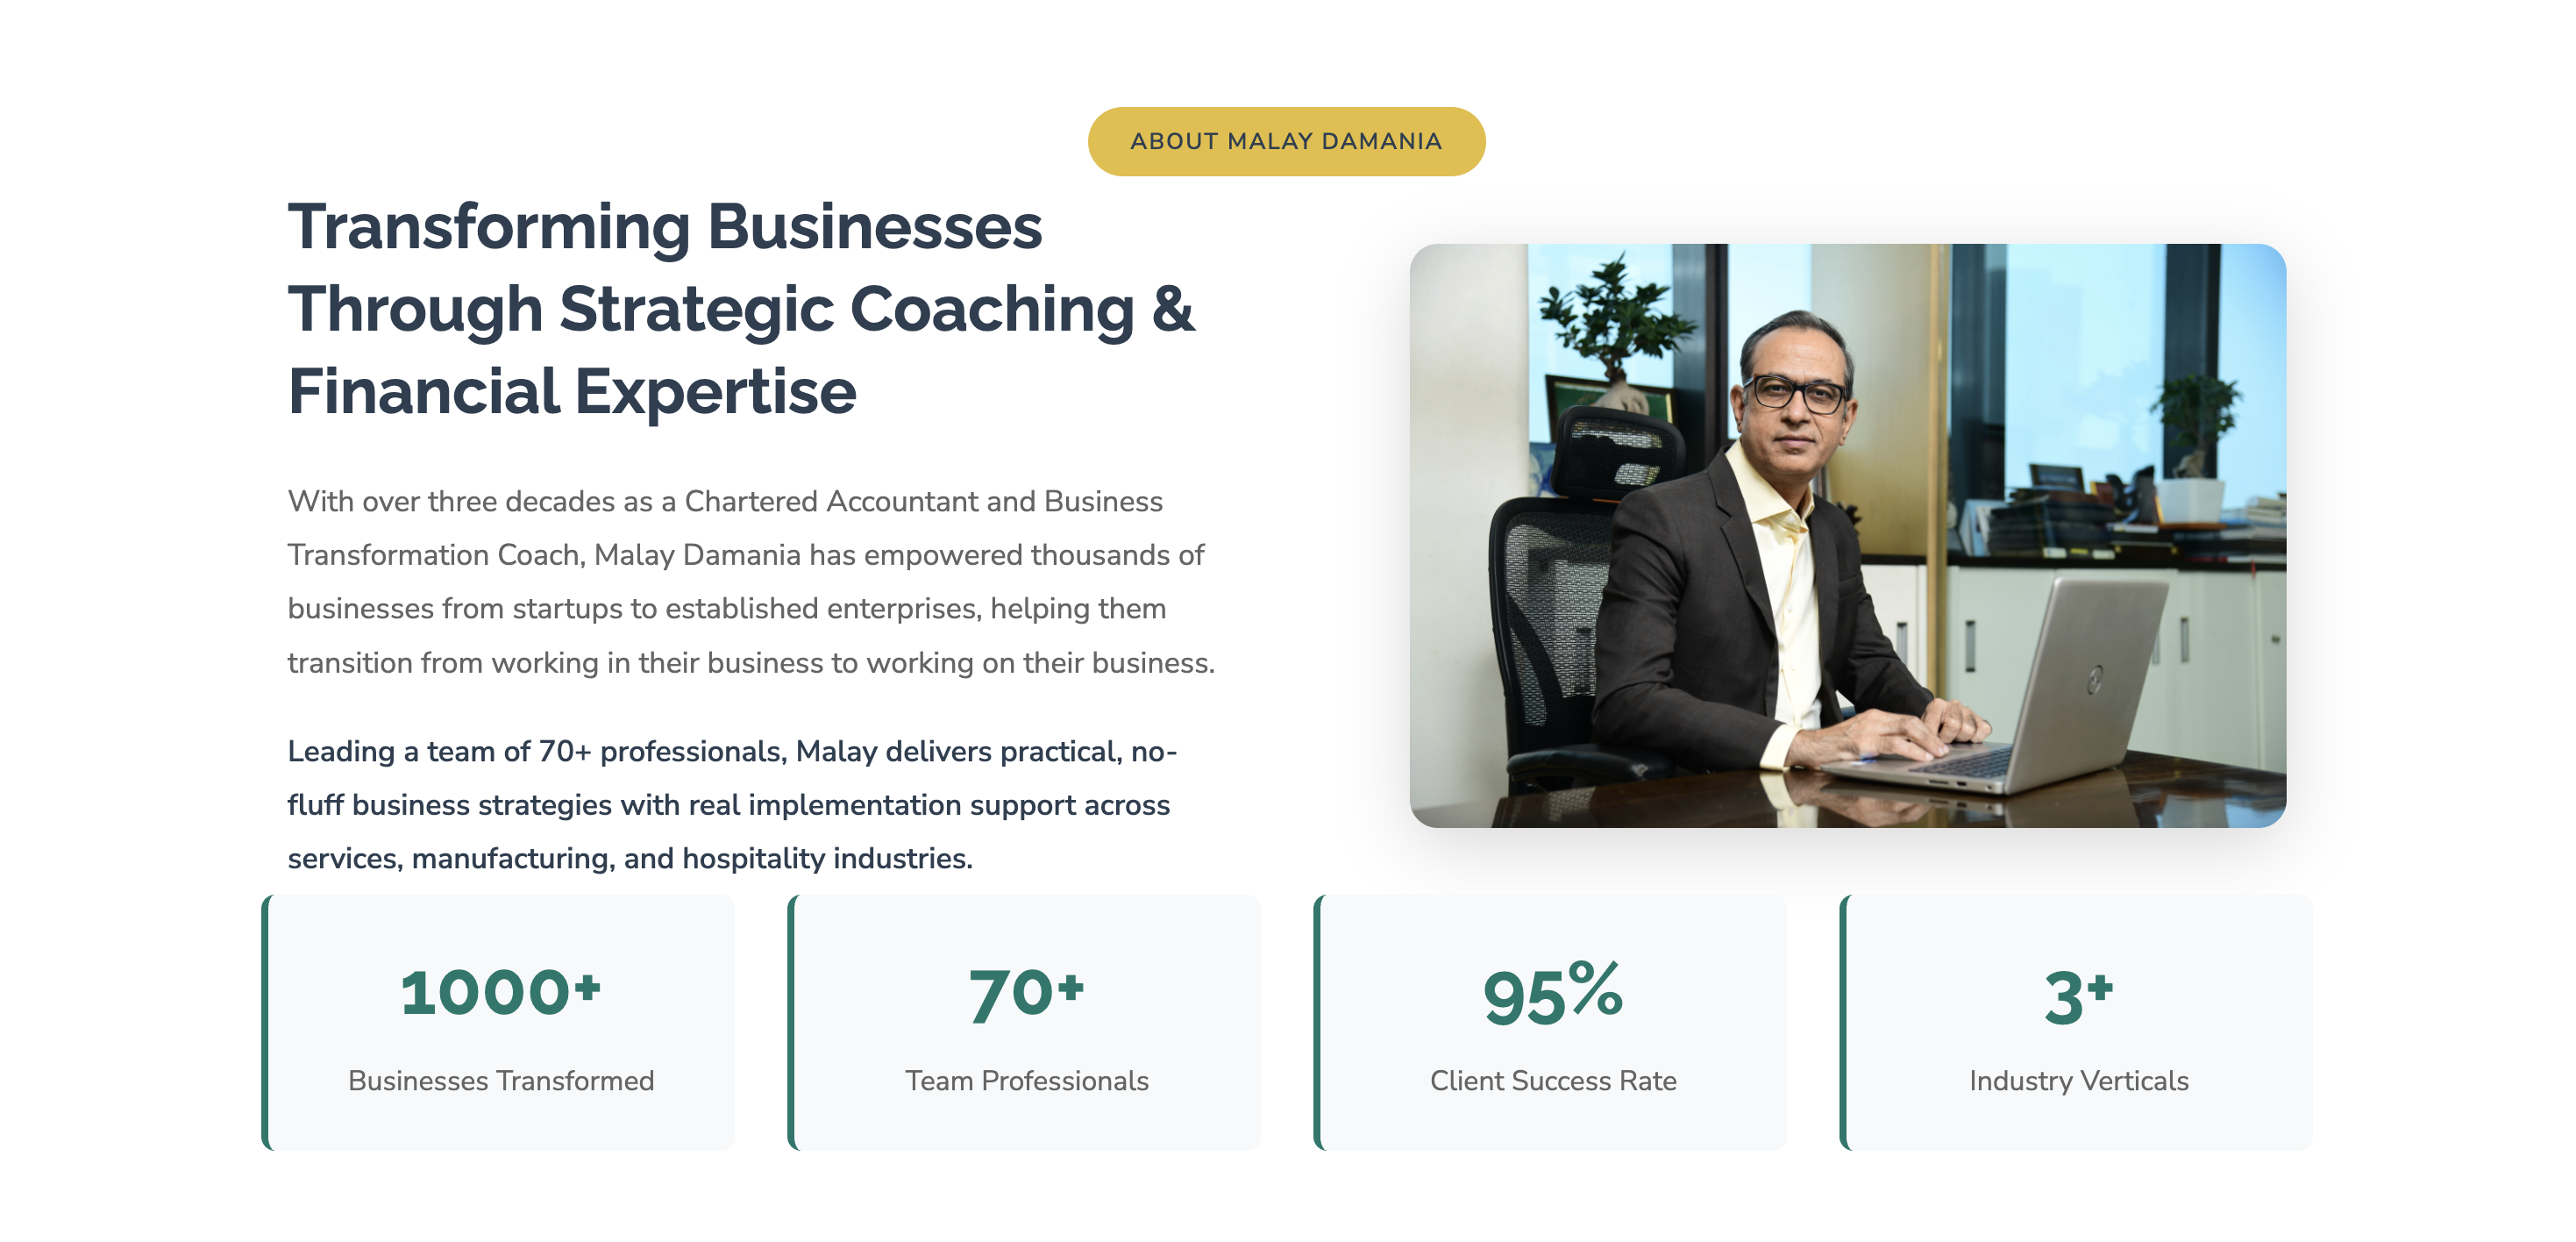 ABOUT MALAY DAMANIA
Transforming Businesses
Through Strategic Coaching &
Financial Expertise
With over three decades as a Chartered Accountant and Business
Transformation Coach, Malay Damania has empowered thousands of
businesses from startups to established enterprises, helping them
transition from working in their business to working on their business.
Leading a team of 70+ professionals, Malay delivers practical, no-
fluff business strategies with real implementation support across
services, manufacturing, and hospitality industries.
1000+
Businesses Transformed
70+
Team Professionals
95%
Client Success Rate
3+
Industry Verticals